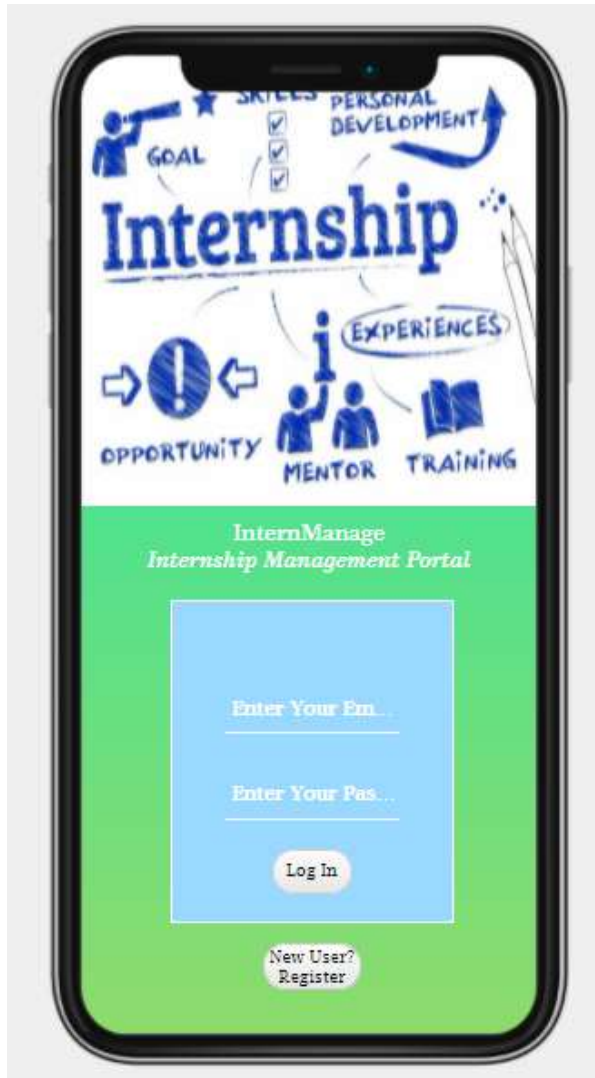 SKILLS
PERSONAL
DEVELOPMENT
GOAL
Internship
EXPERiENCES
i
OPPORTUNiTY
MENTOR
TRAiNiNG
InternManage
Internship Management Portal
Enter Your Em...
Enter Your Pas...
Log In
New User?
Register